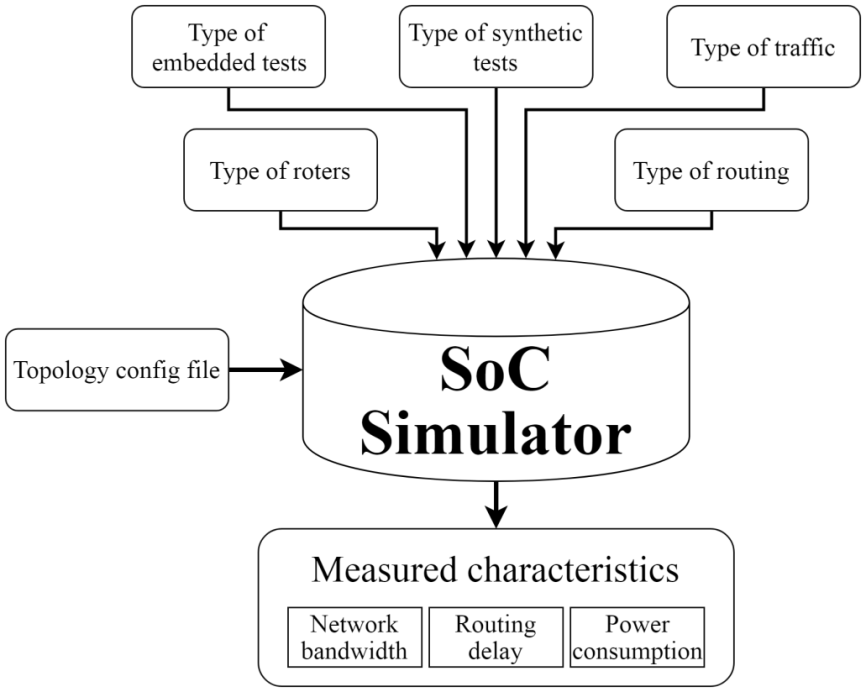 Type of
embedded tests
Type of synthetic
tests
Type of traffic
Type of roters
Type of routing
Topology config file
SoC
Simulator
Measured characteristics
Network
bandwidth
Routing
delay
Power
consumption